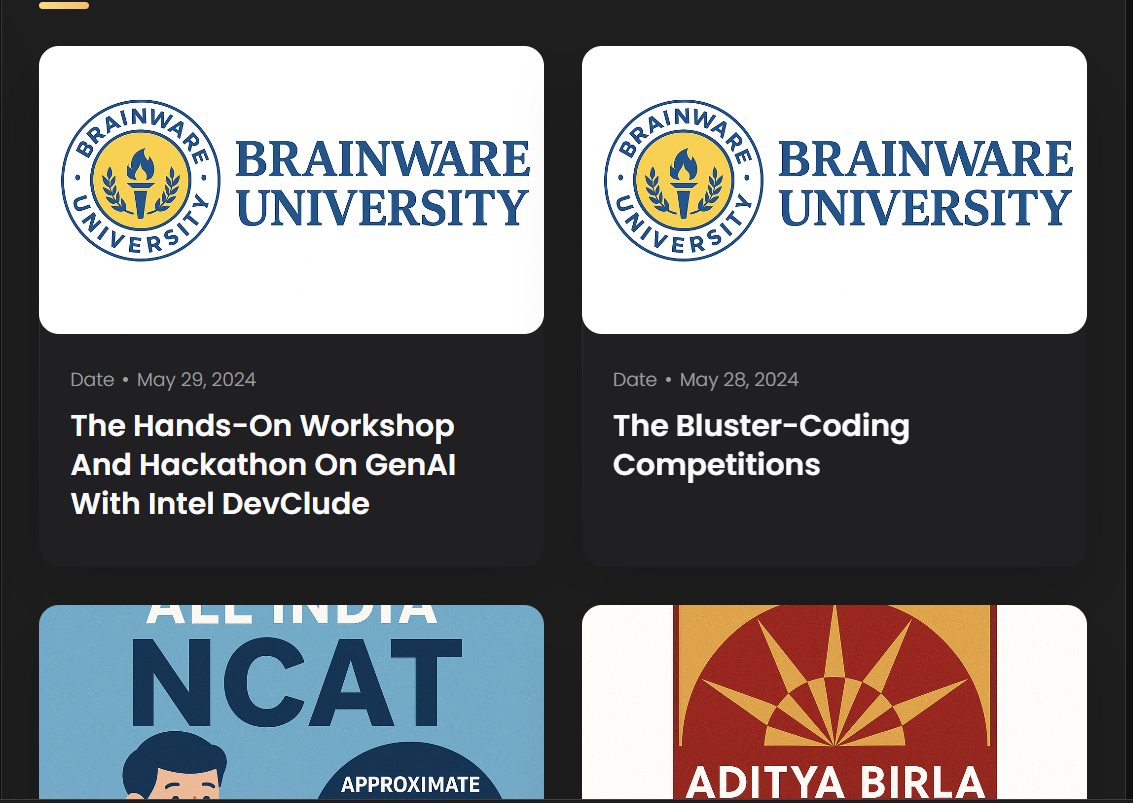 BRAINWARE UNIVERSITY
BRAINWARE
UNIVERSITY
BRAINWARE UNIVERSITY
BRAINWARE
UNIVERSITY
Date • May 29, 2024
The Hands-On Workshop
And Hackathon On GenAI
With Intel DevClude
Date • May 28, 2024
The Bluster-Coding
Competitions
ALL INDIA
NCAT
APPROXIMATE
ADITYA BIRLA